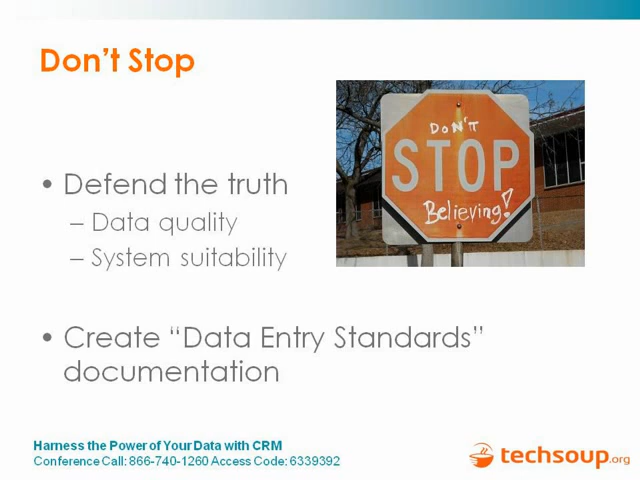 Don't Stop
DON'T
STOP
Believing!
• Defend the truth
– Data quality
– System suitability
• Create “Data Entry Standards”
documentation
Harness the Power of Your Data with CRM
Conference Call: 866-740-1260 Access Code: 6339392
techsoup.org